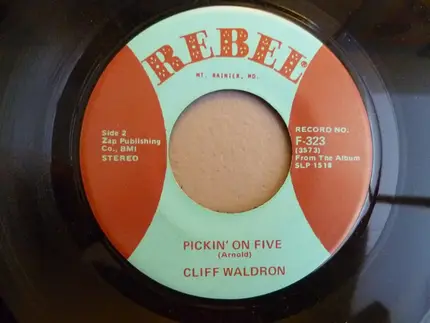 REBEL
MT. RAINIER, MD.
Side 2
Zap Publishing
Co., BMI
STEREO
RECORD NO.
F-323
(3573)
From The Album
SLP 1518
PICKIN' ON FIVE
(Arnold)
CLIFF WALDRON